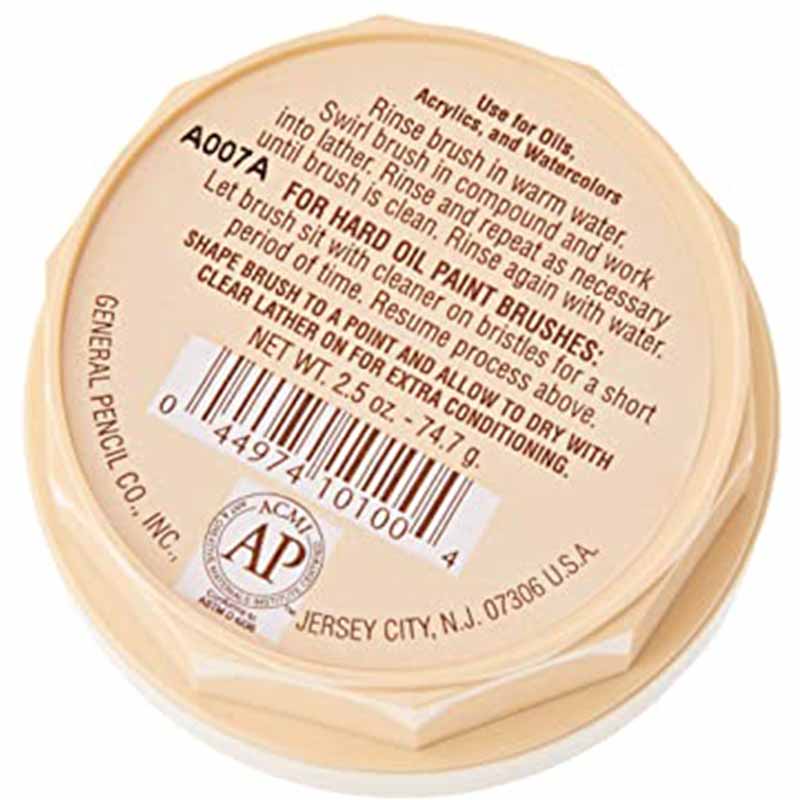 Use for Oils,
Acrylics, and Watercolors
Rinse brush in warm water.
Swirl brush in compound and work
into lather. Rinse and repeat as necessary
until brush is clean. Rinse again with water.
A007A
FOR HARD OIL PAINT BRUSHES:
Let brush sit with cleaner on bristles for a short
period of time. Resume process above.
SHAPE BRUSH TO A POINT AND ALLOW TO DRY WITH
CLEAR LATHER ON FOR EXTRA CONDITIONING.
NET WT. 2.5 oz. - 74.7 g.
0 44974 10100 4
ACMI
AP
ART & CREATIVE MATERIALS INSTITUTE
GENERAL PENCIL CO., INC.,
JERSEY CITY, N.J. 07306 U.S.A.